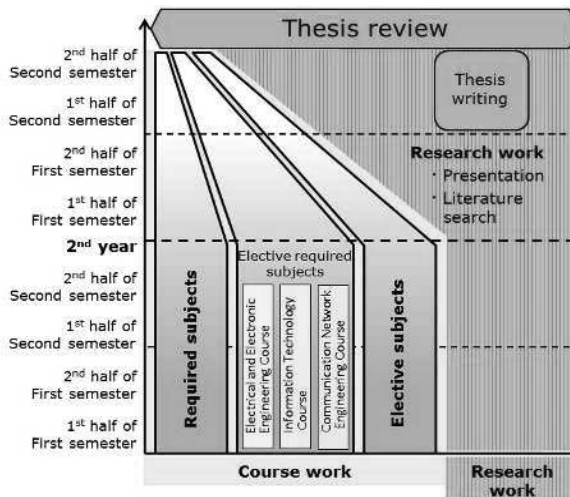 Thesis review
2nd half of
Second semester
1st half of
Second semester
2nd half of
First semester
1st half of
First semester
2nd year
2nd half of
Second semester
1st half of
Second semester
2nd half of
First semester
1st half of
First semester
Thesis
writing
Research work
· Presentation
· Literature
search
Required subjects
Elective required
subjects
Electrical and Electronic
Engineering Course
Information Technology
Course
Communication Network
Engineering Course
Elective subjects
Course work
Research
work